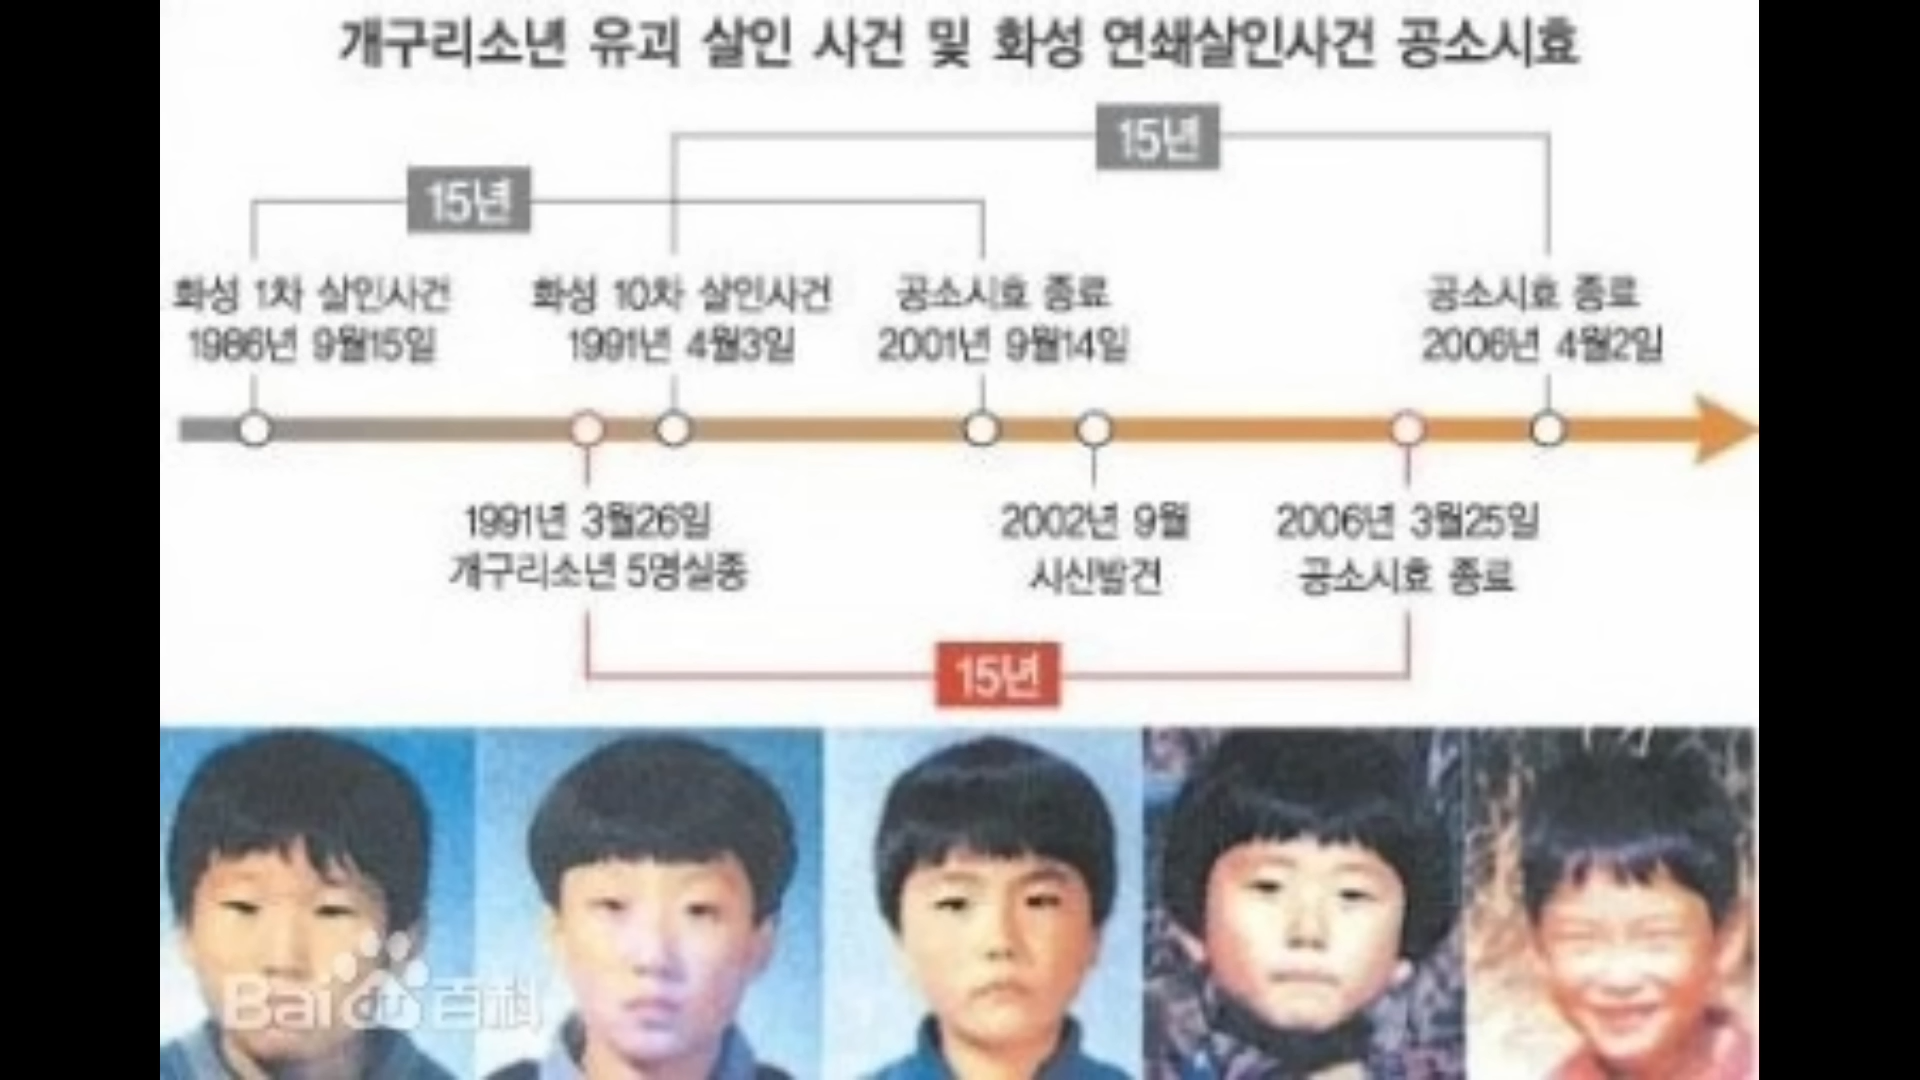 개구리소년 유괴 살인 사건 및 화성 연쇄살인사건 공소시효
15년
15년
화성 1차 살인사건
1986년 9월15일
화성 10차 살인사건
1991년 4월3일
공소시효 종료
2001년 9월14일
공소시효 종료
2006년 4월2일
1991년 3월26일
개구리소년 5명실종
2002년 9월
시신발견
2006년 3월25일
공소시효 종료
15년
Bai 百科